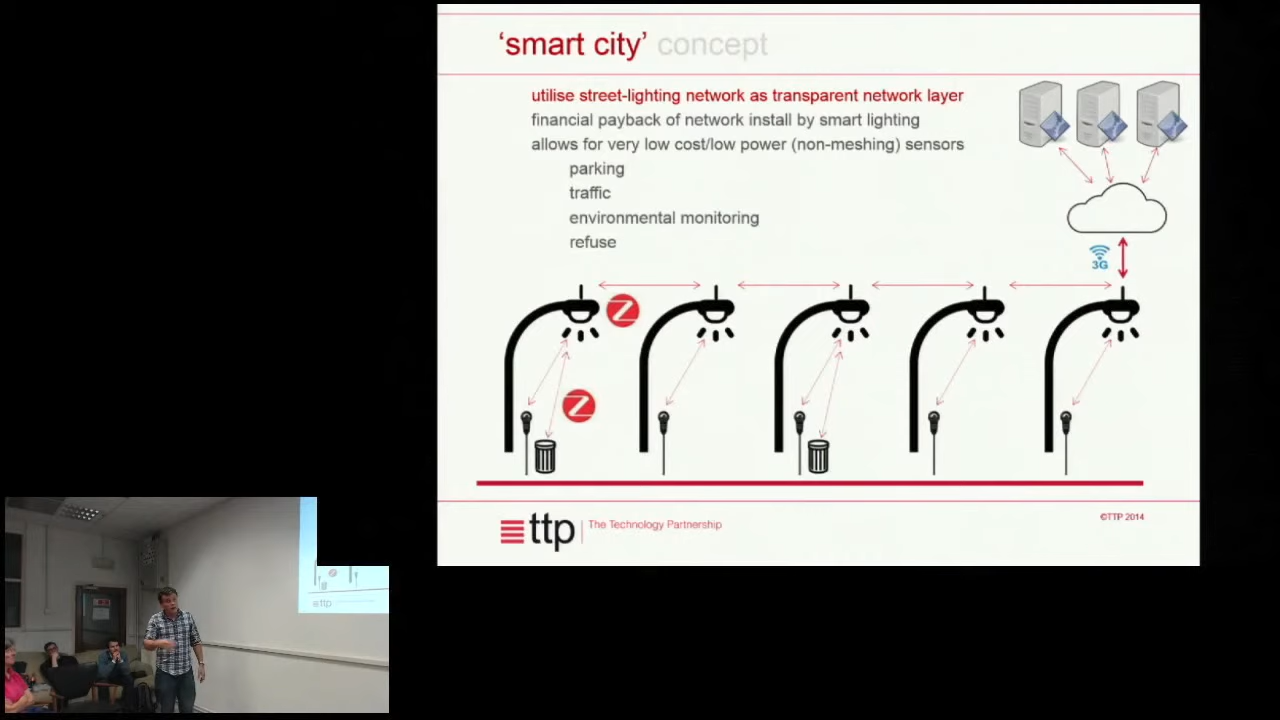 ‘smart city’ concept
utilise street-lighting network as transparent network layer
financial payback of network install by smart lighting
allows for very low cost/low power (non-meshing) sensors
parking
traffic
environmental monitoring
refuse
3G
ttp
The Technology Partnership
©TTP 2014
ttp